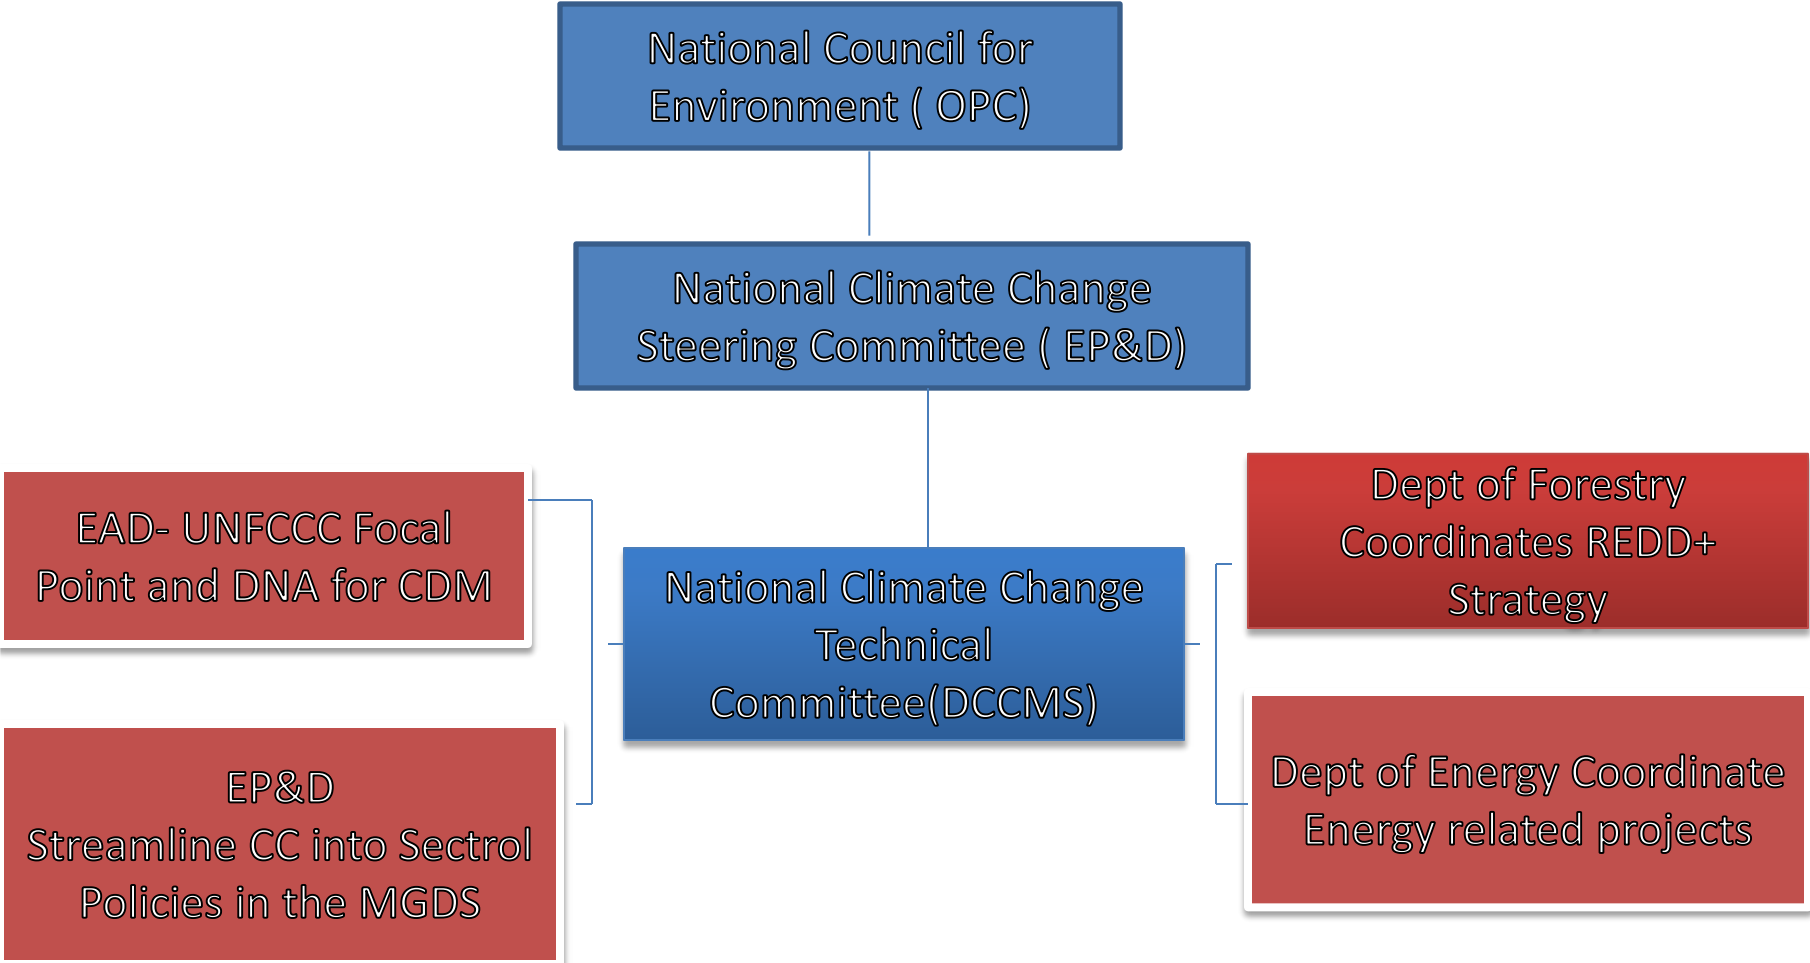 National Council for
Environment ( OPC)
National Climate Change
Steering Committee ( EP&D)
EAD- UNFCCC Focal
Point and DNA for CDM
EP&D
Streamline CC into Sectrol
Policies in the MGDS
National Climate Change
Technical
Committee(DCCMS)
Dept of Forestry
Coordinates REDD+
Strategy
Dept of Energy Coordinate
Energy related projects